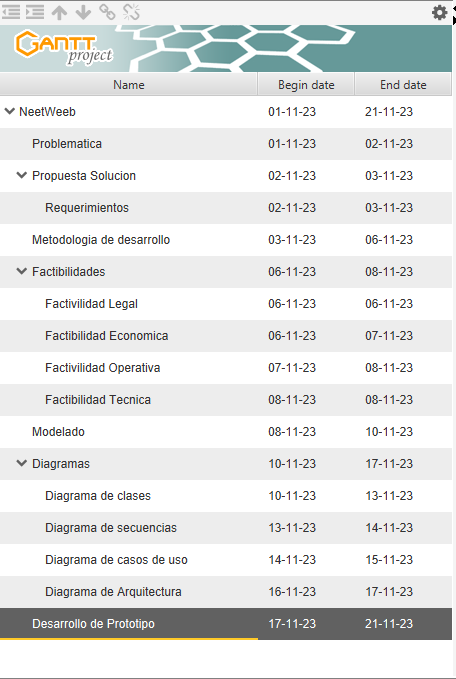 GANTT
project
Name Begin date End date
NeetWeeb 01-11-23 21-11-23
Problematica 01-11-23 02-11-23
Propuesta Solucion 02-11-23 03-11-23
Requerimientos 02-11-23 03-11-23
Metodologia de desarrollo 03-11-23 06-11-23
Factibilidades 06-11-23 08-11-23
Factivilidad Legal 06-11-23 06-11-23
Factibilidad Economica 06-11-23 07-11-23
Factivilidad Operativa 07-11-23 08-11-23
Factibilidad Tecnica 08-11-23 08-11-23
Modelado 08-11-23 10-11-23
Diagramas 10-11-23 17-11-23
Diagrama de clases 10-11-23 13-11-23
Diagrama de secuencias 13-11-23 14-11-23
Diagrama de casos de uso 14-11-23 15-11-23
Diagrama de Arquitectura 16-11-23 17-11-23
Desarrollo de Prototipo 17-11-23 21-11-23